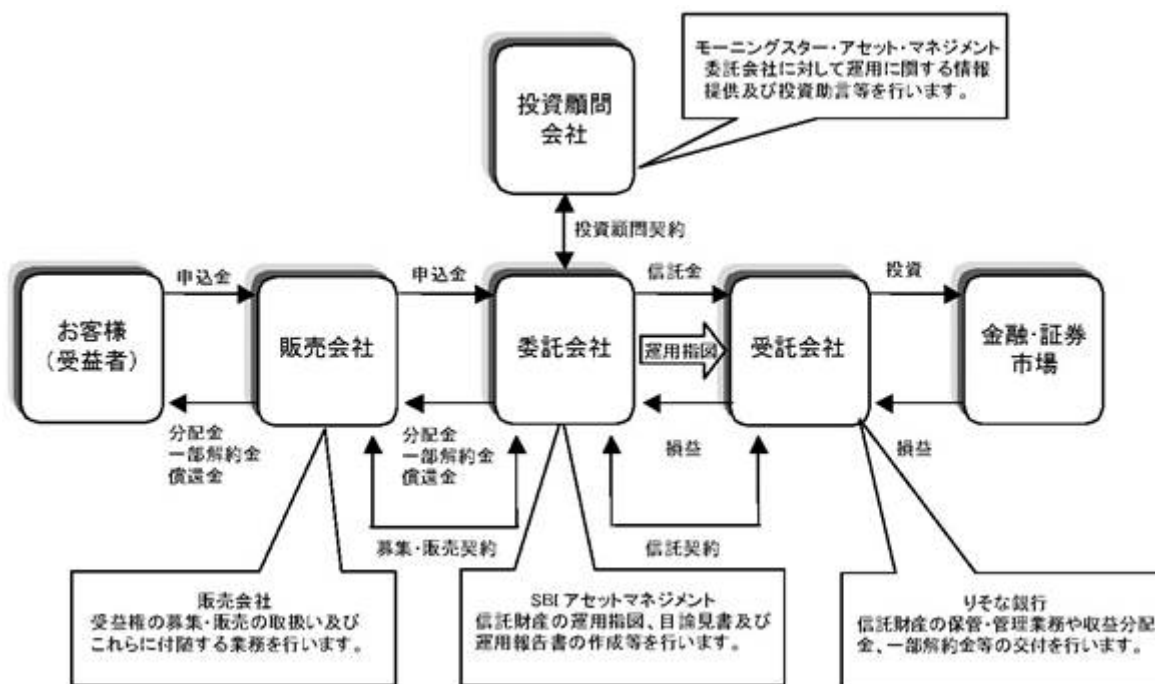 モーニングスター・アセット・マネジメント
委託会社に対して運用に関する情報
提供及び投資助言等を行います。
投資顧問
会社
投資顧問契約
申込金
申込金
信託金
投資
お客様
(受益者)
販売会社
委託会社
運用指図
受託会社
金融・証券
市場
分配金
一部解約金
償還金
分配金
一部解約金
償還金
損益
損益
募集・販売契約
信託契約
販売会社
受益権の募集・販売の取扱い及び
これらに付随する業務を行います。
SBI アセットマネジメント
信託財産の運用指図、目論見書及び
運用報告書の作成等を行います。
りそな銀行
信託財産の保管・管理業務や収益分配
金、一部解約金等の交付を行います。